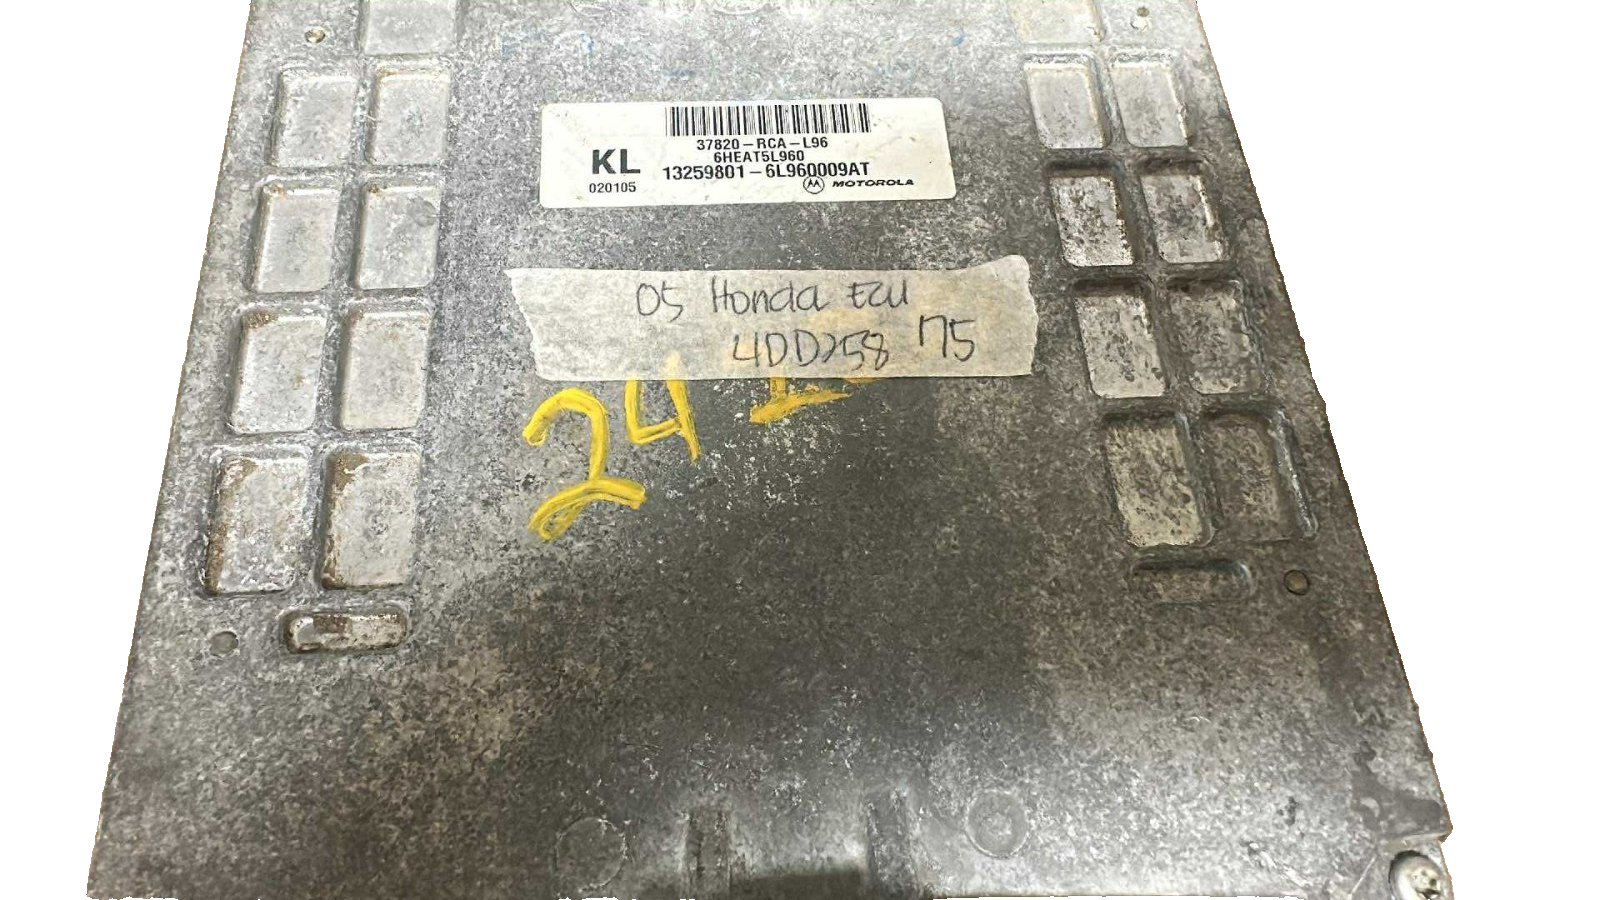 37820-RCA-L96
6HEAT5L960
KL 13259801-6L960009AT
020105 MOTOROLA
05 Honda ECU
4DD258 175
24